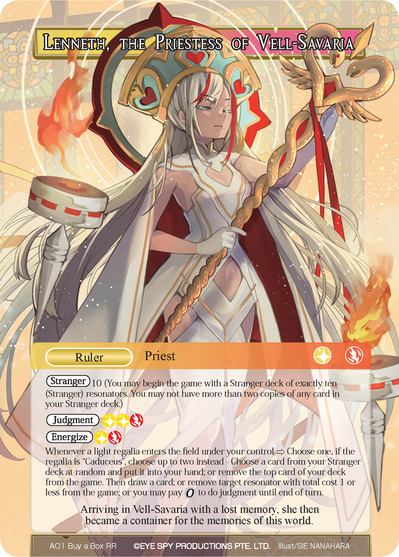 Lenneth, the Priestess of Vell-Savaria
Ruler Priest
Stranger 10 (You may begin the game with a Stranger deck of exactly ten
(Stranger) resonators. You may not have more than two copies of any card in
your Stranger deck.)
Judgment
Energize
Whenever a light regalia enters the field under your control ⇨ Choose one. If the
regalia is "Caduceus", choose up to two instead - Choose a card from your Stranger
deck at random and put it into your hand; or remove the top card of your deck
from the game. Then draw a card; or remove target resonator with total cost 1 or
less from the game; or you may pay 0 to do judgment until end of turn.
Arriving in Vell-Savaria with a lost memory, she then
became a container for the memories of this world.
AO1 Buy a Box RR ©EYE SPY PRODUCTIONS PTE. LTD. Illust/SIE NANAHARA